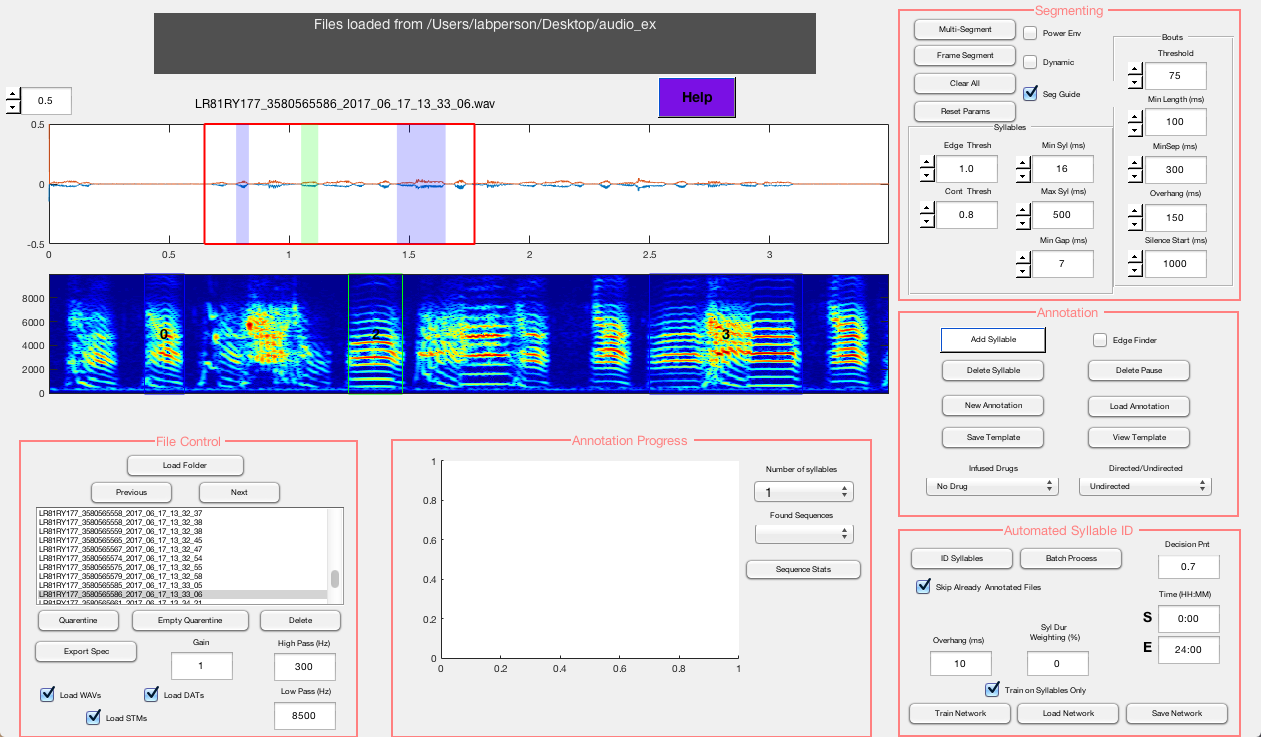 Files loaded from /Users/labperson/Desktop/audio_ex
0.5
LR81RY177_3580565586_2017_06_17_13_33_06.wav
Help
0.5
0
-0.5
0
0.5
1
1.5
2
2.5
3
8000
6000
4000
2000
0
0
2
3
Segmenting
Multi-Segment
Frame Segment
Clear All
Reset Params
Power Env
Dynamic
Seg Guide
Bouts
Threshold
75
Min Length (ms)
100
MinSep (ms)
300
Overhang (ms)
150
Silence Start (ms)
1000
Syllables
Edge Thresh
1.0
Min Syl (ms)
16
Cont Thresh
0.8
Max Syl (ms)
500
Min Gap (ms)
7
Annotation
Add Syllable
Edge Finder
Delete Syllable
Delete Pause
New Annotation
Load Annotation
Save Template
View Template
Infused Drugs
Directed/Undirected
No Drug
Undirected
File Control
Load Folder
Previous
Next
LR81RY177_3580565558_2017_06_17_13_32_37
LR81RY177_3580565558_2017_06_17_13_32_38
LR81RY177_3580565559_2017_06_17_13_32_38
LR81RY177_3580565565_2017_06_17_13_32_45
LR81RY177_3580565567_2017_06_17_13_32_47
LR81RY177_3580565574_2017_06_17_13_32_54
LR81RY177_3580565575_2017_06_17_13_32_55
LR81RY177_3580565579_2017_06_17_13_32_58
LR81RY177_3580565585_2017_06_17_13_33_05
LR81RY177_3580565586_2017_06_17_13_33_06
LR81RY177_3580565661_2017_06_17_13_34_21
Quarentine
Empty Quarentine
Delete
Export Spec
Gain
1
High Pass (Hz)
300
Load WAVs
Load DATs
Load STMs
Low Pass (Hz)
8500
Annotation Progress
1
0.8
0.6
0.4
0.2
0
0
0.2
0.4
0.6
0.8
1
Number of syllables
1
Found Sequences
Sequence Stats
Automated Syllable ID
ID Syllables
Batch Process
Decision Pnt
0.7
Skip Already Annotated Files
Time (HH:MM)
S
0:00
E
24:00
Overhang (ms)
10
Syl Dur
Weighting (%)
0
Train on Syllables Only
Train Network
Load Network
Save Network